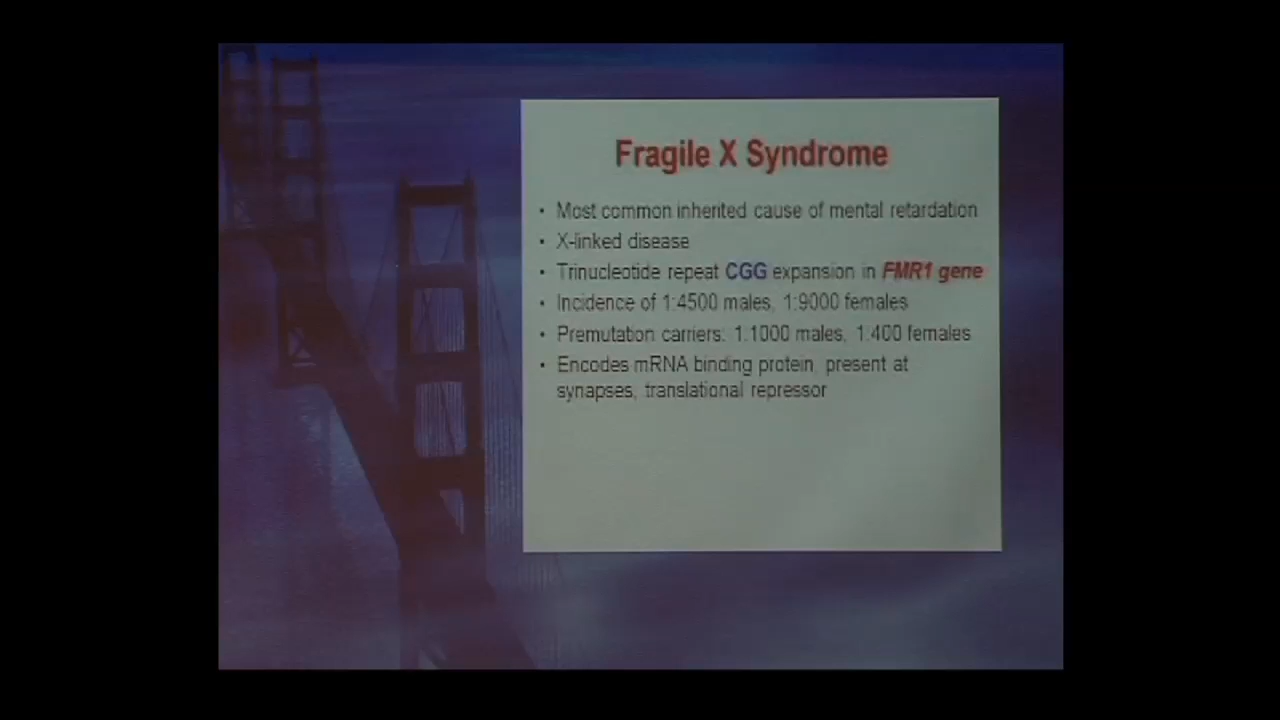 Fragile X Syndrome
• Most common inherited cause of mental retardation
• X-linked disease
• Trinucleotide repeat CGG expansion in FMR1 gene
• Incidence of 1:4500 males, 1:9000 females
• Premutation carriers: 1:1000 males, 1:400 females
• Encodes mRNA binding protein, present at
synapses, translational repressor